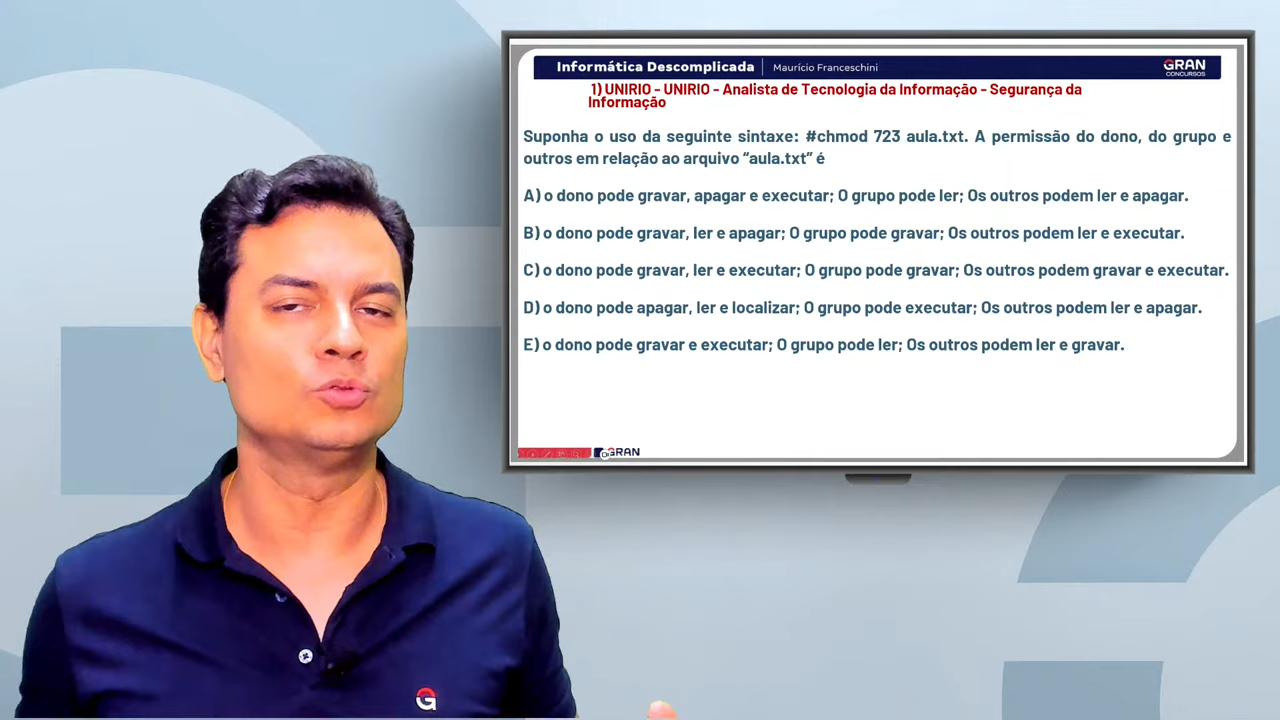 Informática Descomplicada | Maurício Franceschini
GRAN
CONCURSOS
1) UNIRIO - UNIRIO - Analista de Tecnologia da Informação - Segurança da
Informação
Suponha o uso da seguinte sintaxe: #chmod 723 aula.txt. A permissão do dono, do grupo e
outros em relação ao arquivo “aula.txt” é
A) o dono pode gravar, apagar e executar; O grupo pode ler; Os outros podem ler e apagar.
B) o dono pode gravar, ler e apagar; O grupo pode gravar; Os outros podem ler e executar.
C) o dono pode gravar, ler e executar; O grupo pode gravar; Os outros podem gravar e executar.
D) o dono pode apagar, ler e localizar; O grupo pode executar; Os outros podem ler e apagar.
E) o dono pode gravar e executar; O grupo pode ler; Os outros podem ler e gravar.
GRAN
G